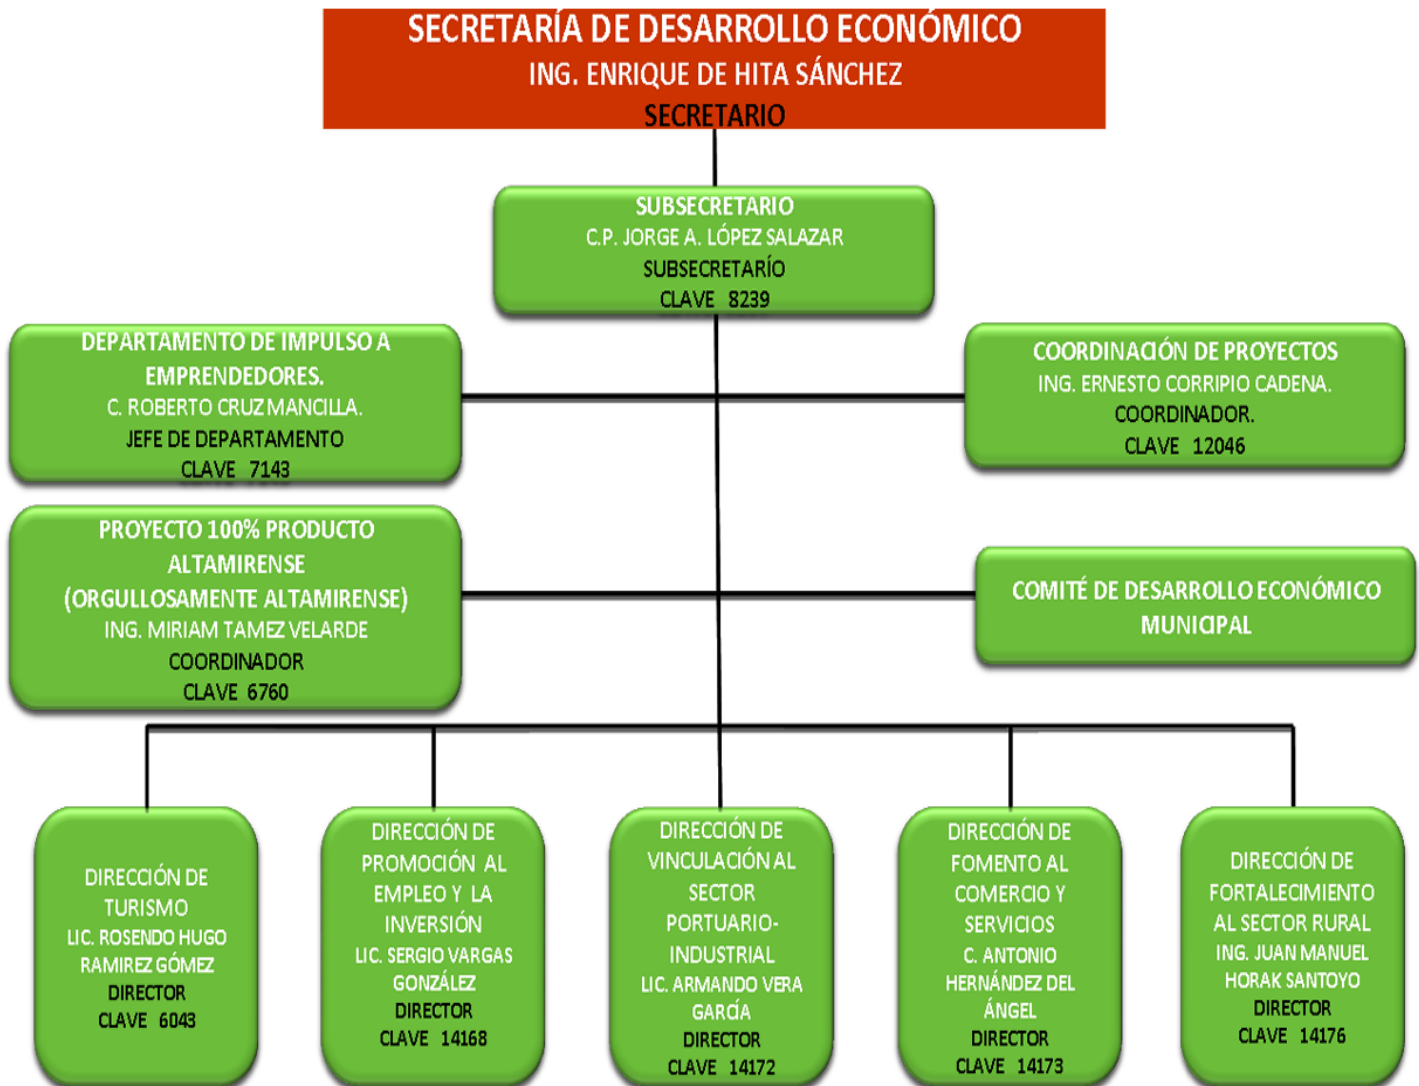 SECRETARÍA DE DESARROLLO ECONÓMICO
ING. ENRIQUE DE HITA SÁNCHEZ
SECRETARIO
SUBSECRETARIO
C.P. JORGE A. LÓPEZ SALAZAR
SUBSECRETARÍO
CLAVE 8239
DEPARTAMENTO DE IMPULSO A
EMPRENDEDORES.
C. ROBERTO CRUZ MANCILLA.
JEFE DE DEPARTAMENTO
CLAVE 7143
COORDINACIÓN DE PROYECTOS
ING. ERNESTO CORRIPIO CADENA.
COORDINADOR.
CLAVE 12046
PROYECTO 100% PRODUCTO
ALTAMIRENSE
(ORGULLOSAMENTE ALTAMIRENSE)
ING. MIRIAM TAMEZ VELARDE
COORDINADOR
CLAVE 6760
COMITÉ DE DESARROLLO ECONÓMICO
MUNICIPAL
DIRECCIÓN DE
TURISMO
LIC. ROSENDO HUGO
RAMIREZ GÓMEZ
DIRECTOR
CLAVE 6043
DIRECCIÓN DE
PROMOCIÓN AL
EMPLEO Y LA
INVERSIÓN
LIC. SERGIO VARGAS
GONZÁLEZ
DIRECTOR
CLAVE 14168
DIRECCIÓN DE
VINCULACIÓN AL
SECTOR
PORTUARIO-
INDUSTRIAL
LIC. ARMANDO VERA
GARCÍA
DIRECTOR
CLAVE 14172
DIRECCIÓN DE
FOMENTO AL
COMERCIO Y
SERVICIOS
C. ANTONIO
HERNÁNDEZ DEL
ÁNGEL
DIRECTOR
CLAVE 14173
DIRECCIÓN DE
FORTALECIMIENTO
AL SECTOR RURAL
ING. JUAN MANUEL
HORAK SANTOYO
DIRECTOR
CLAVE 14176